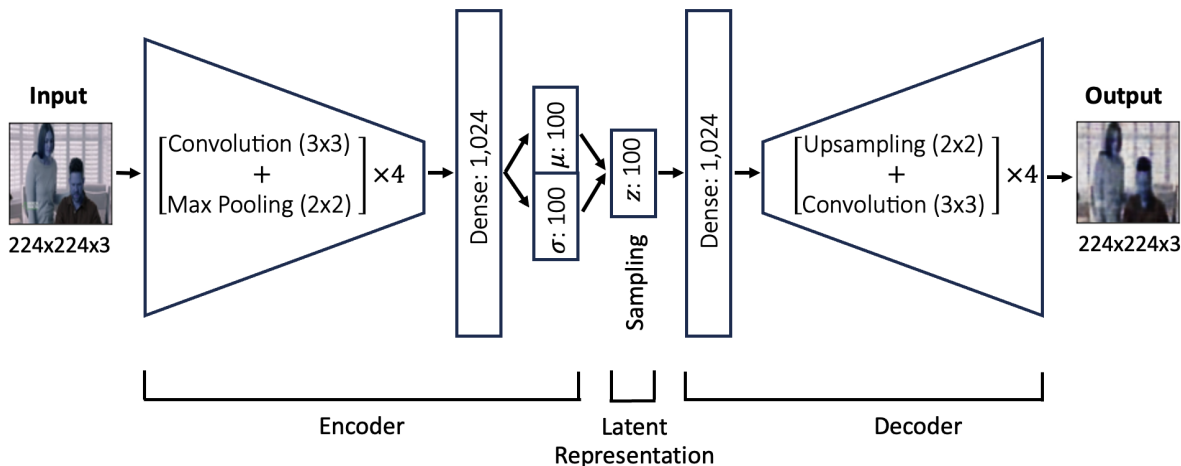 Input
224x224x3
[Convolution (3x3)
+
Max Pooling (2x2)] ×4
Dense: 1,024
μ: 100
σ: 100
z: 100
Sampling
Dense: 1,024
[Upsampling (2x2)
+
Convolution (3x3)] ×4
Output
224x224x3
Encoder
Latent
Representation
Decoder